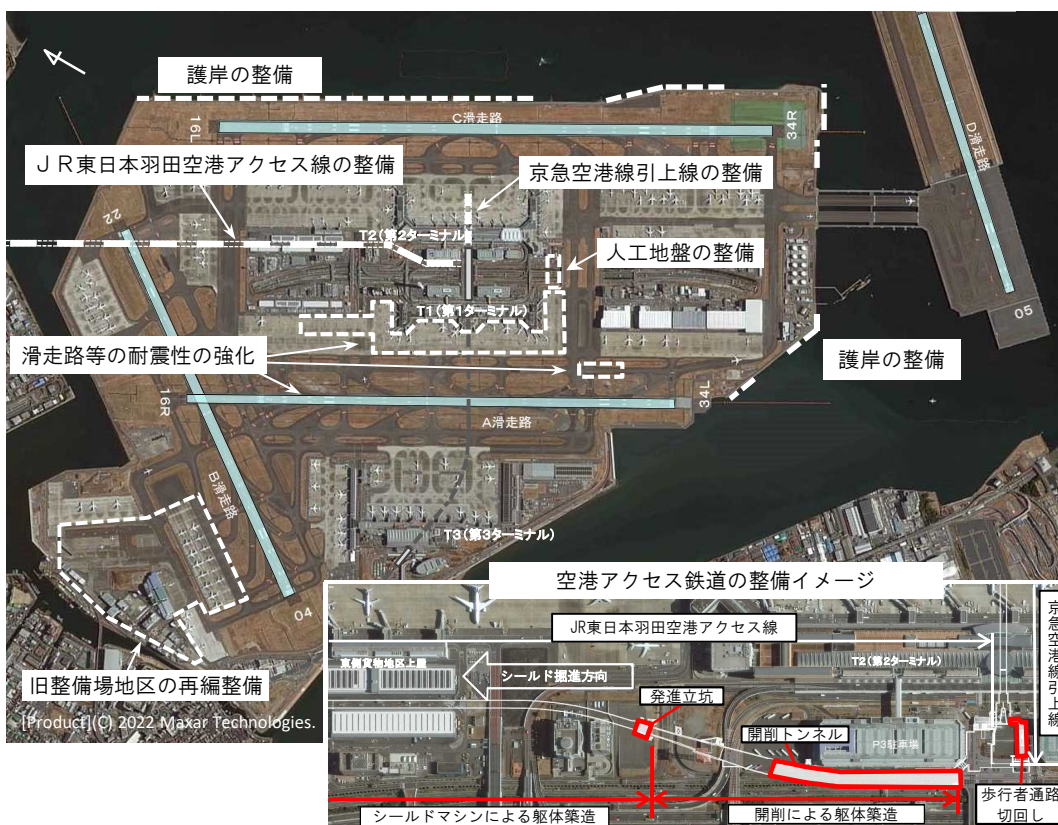 護岸の整備
16L
C滑走路
34R
D滑走路
JR東日本羽田空港アクセス線の整備
京急空港線引上線の整備
22
T2(第2ターミナル)
人工地盤の整備
T1(第1ターミナル)
05
滑走路等の耐震性の強化
護岸の整備
16R
34L
A滑走路
B滑走路
T3(第3ターミナル)
04
旧整備場地区の再編整備
[Product](C) 2022 Maxar Technologies.
空港アクセス鉄道の整備イメージ
JR東日本羽田空港アクセス線
京急空港線引上線
東側貨物地区上屋
シールド掘進方向
T2(第2ターミナル)
発進立坑
開削トンネル
P3駐車場
シールドマシンによる躯体築造
開削による躯体築造
歩行者通路
切回し